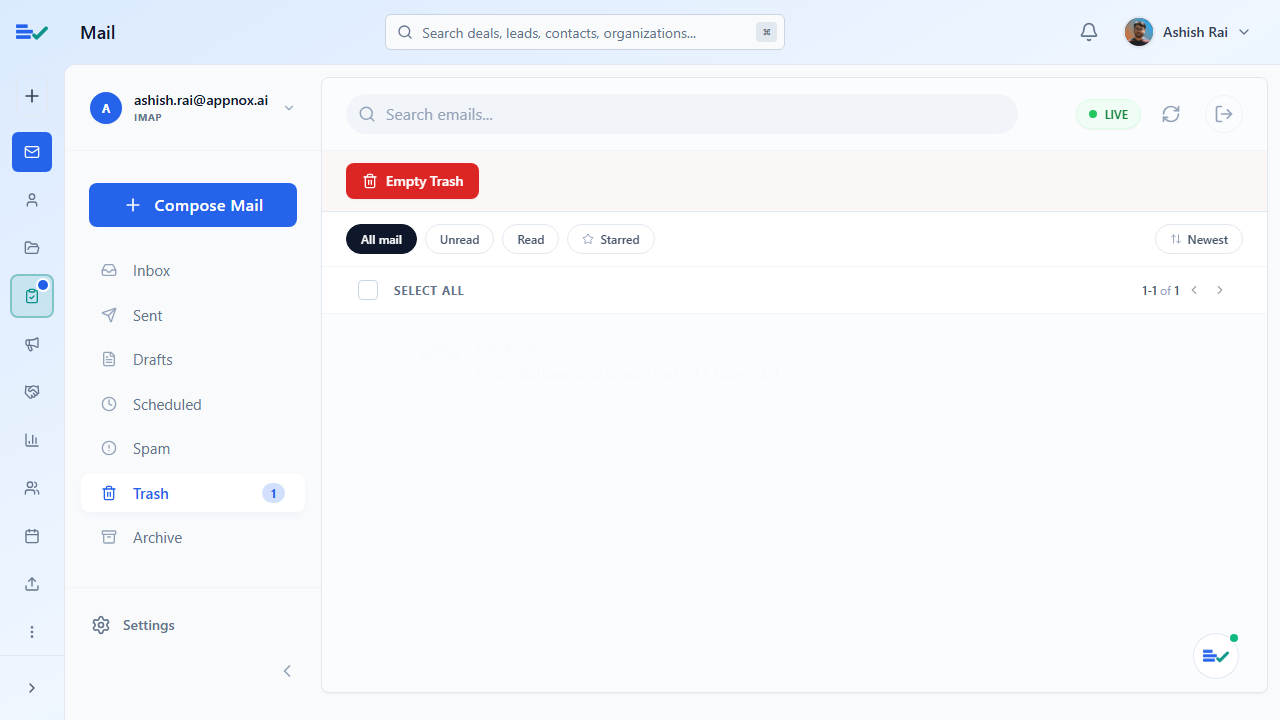 Mail
Search deals, leads, contacts, organizations...
⌘
Ashish Rai
A
ashish.rai@appnox.ai
IMAP
Search emails...
LIVE
Compose Mail
Empty Trash
All mail
Unread
Read
Starred
Newest
SELECT ALL
1-1 of 1
Inbox
Sent
Drafts
Scheduled
Spam
Trash
1
Archive
Settings